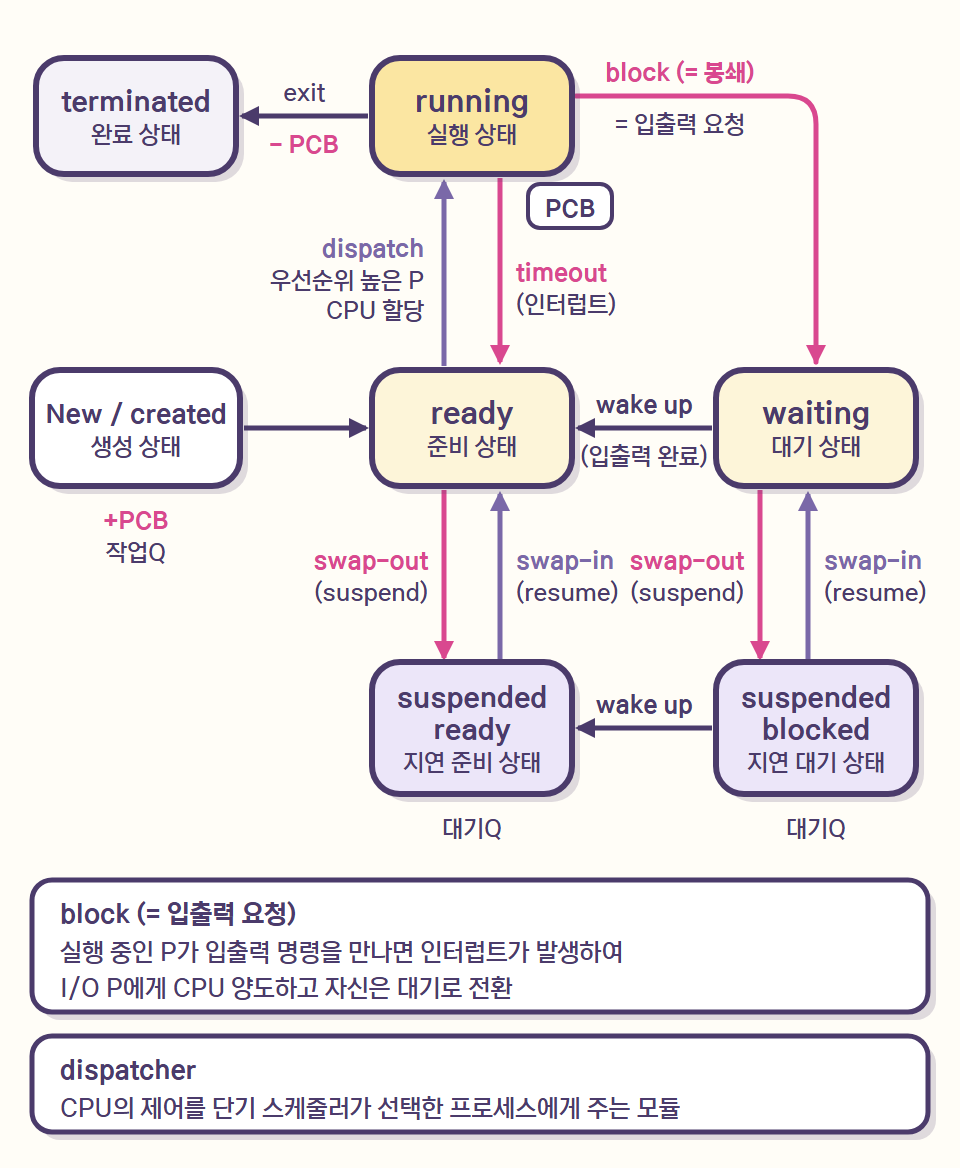 terminated
완료 상태
exit
- PCB
running
실행 상태
block (= 봉쇄)
= 입출력 요청
PCB
dispatch
우선순위 높은 P
CPU 할당
timeout
(인터럽트)
New / created
생성 상태
+PCB
작업Q
ready
준비 상태
wake up
(입출력 완료)
waiting
대기 상태
swap-out
(suspend)
swap-in
(resume)
swap-out
(suspend)
swap-in
(resume)
suspended
ready
지연 준비 상태
wake up
suspended
blocked
지연 대기 상태
대기Q
대기Q
block (= 입출력 요청)
실행 중인 P가 입출력 명령을 만나면 인터럽트가 발생하여
I/O P에게 CPU 양도하고 자신은 대기로 전환
dispatcher
CPU의 제어를 단기 스케줄러가 선택한 프로세스에게 주는 모듈